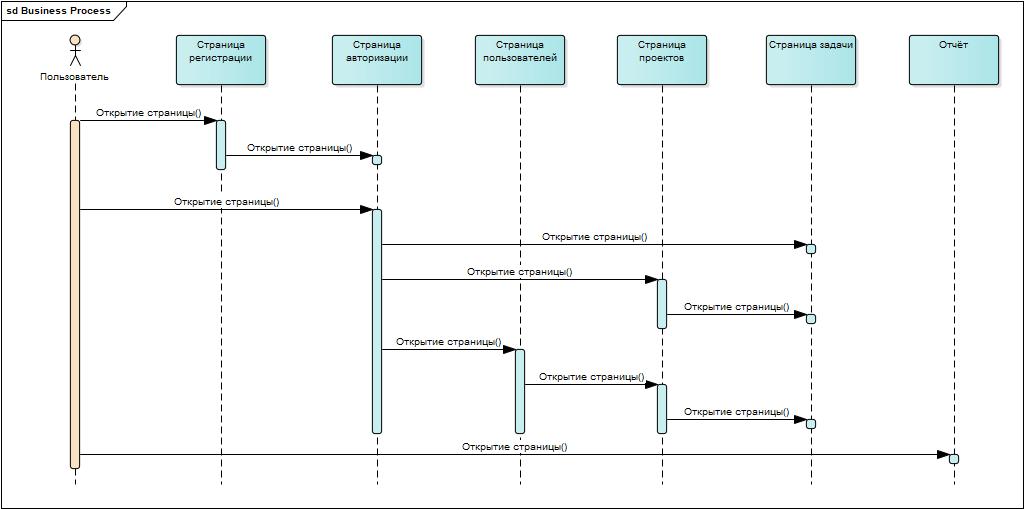 sd Business Process
Пользователь
Страница
регистрации
Страница
авторизации
Страница
пользователей
Страница
проектов
Страница задачи
Отчёт
Открытие страницы()
Открытие страницы()
Открытие страницы()
Открытие страницы()
Открытие страницы()
Открытие страницы()
Открытие страницы()
Открытие страницы()
Открытие страницы()
Открытие страницы()